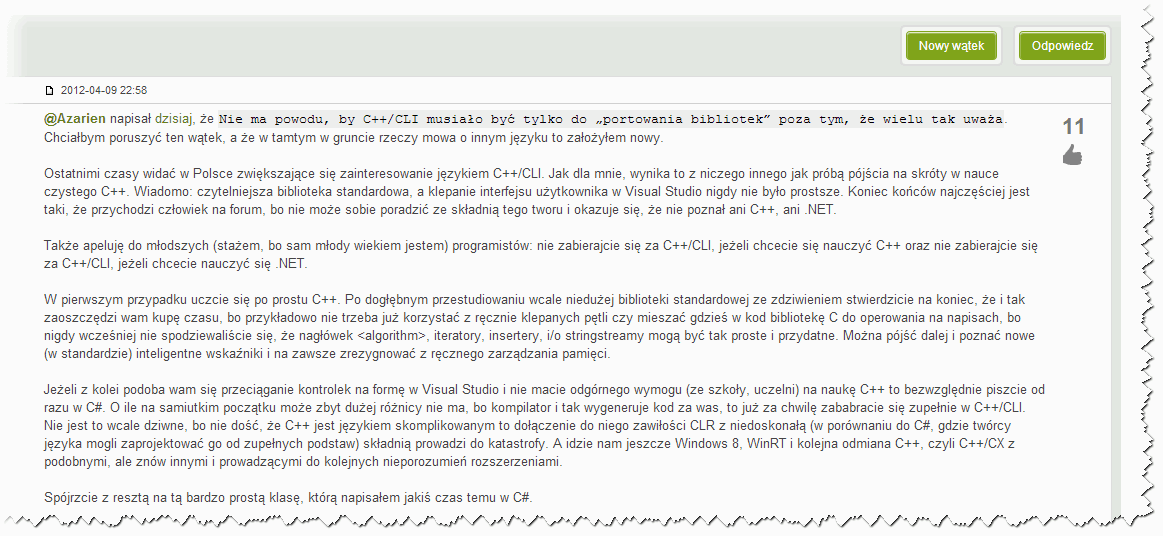 Nowy wątek Odpowiedz
2012-04-09 22:58
@Azarien napisał dzisiaj, że Nie ma powodu, by C++/CLI musiało być tylko do „portowania bibliotek” poza tym, że wielu tak uważa.
11
Chciałbym poruszyć ten wątek, a że w tamtym w gruncie rzeczy mowa o innym języku to założyłem nowy.
Ostatnimi czasy widać w Polsce zwiększające się zainteresowanie językiem C++/CLI. Jak dla mnie, wynika to z niczego innego jak próbą pójścia na skróty w nauce
czystego C++. Wiadomo: czytelniejsza biblioteka standardowa, a klepanie interfejsu użytkownika w Visual Studio nigdy nie było prostsze. Koniec końców najczęściej jest
taki, że przychodzi człowiek na forum, bo nie może sobie poradzić ze składnią tego tworu i okazuje się, że nie poznał ani C++, ani .NET.
Także apeluję do młodszych (stażem, bo sam młody wiekiem jestem) programistów: nie zabierajcie się za C++/CLI, jeżeli chcecie się nauczyć C++ oraz nie zabierajcie się
za C++/CLI, jeżeli chcecie nauczyć się .NET.
W pierwszym przypadku uczcie się po prostu C++. Po dogłębnym przestudiowaniu wcale niedużej biblioteki standardowej ze zdziwieniem stwierdzicie na koniec, że i tak
zaoszczędzi wam kupę czasu, bo przykładowo nie trzeba już korzystać z ręcznie klepanych pętli czy mieszać gdzieś w kod bibliotekę C do operowania na napisach, bo
nigdy wcześniej nie spodziewaliście się, że nagłówek <algorithm>, iteratory, insertery, i/o stringstreamy mogą być tak proste i przydatne. Można pójść dalej i poznać nowe
(w standardzie) inteligentne wskaźniki i na zawsze zrezygnować z ręcznego zarządzania pamięci.
Jeżeli z kolei podoba wam się przeciąganie kontrolek na formę w Visual Studio i nie macie odgórnego wymogu (ze szkoły, uczelni) na naukę C++ to bezwzględnie piszcie od
razu w C#. O ile na samiutkim początku może zbyt dużej różnicy nie ma, bo kompilator i tak wygeneruje kod za was, to już za chwilę zababracie się zupełnie w C++/CLI.
Nie jest to wcale dziwne, bo nie dość, że C++ jest językiem skomplikowanym to dołączenie do niego zawiłości CLR z niedoskonałą (w porównaniu do C#, gdzie twórcy
języka mogli zaprojektować go od zupełnych podstaw) składnią prowadzi do katastrofy. A idzie nam jeszcze Windows 8, WinRT i kolejna odmiana C++, czyli C++/CX z
podobnymi, ale znów innymi i prowadzącymi do kolejnych nieporozumień rozszerzeniami.
Spójrzcie z resztą na tą bardzo prostą klasę, którą napisałem jakiś czas temu w C#.